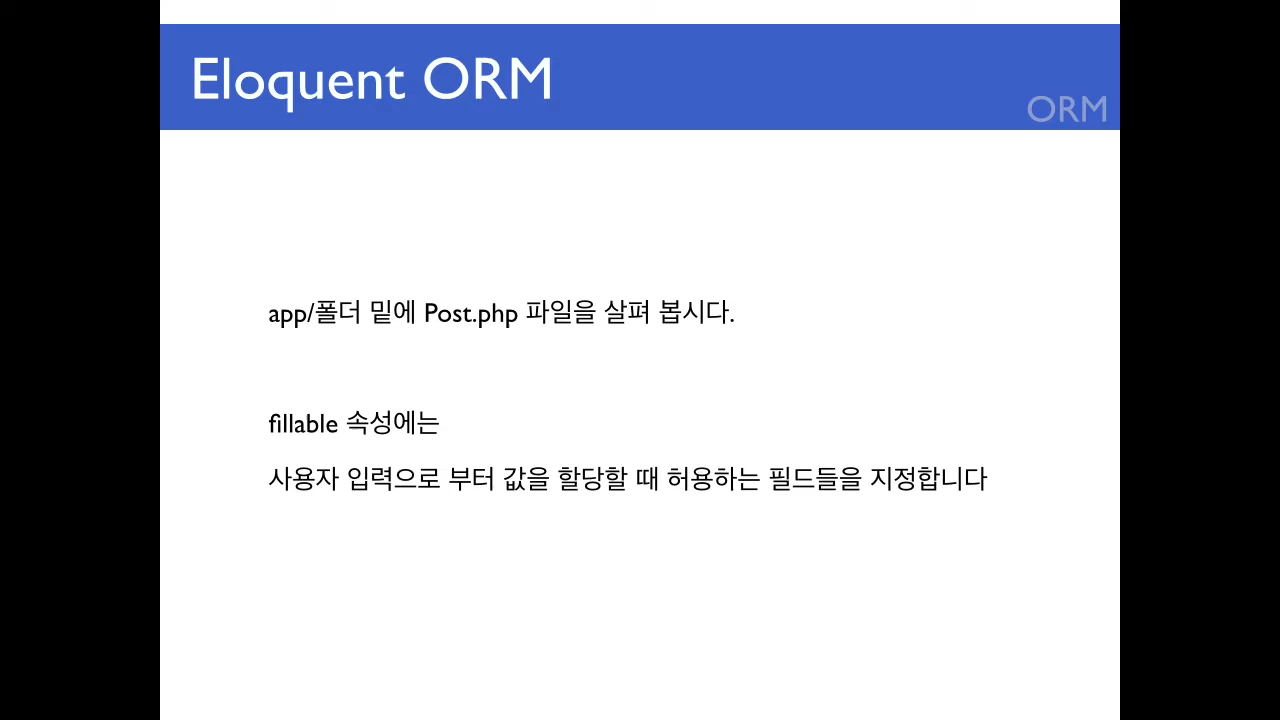 Eloquent ORM
ORM
app/폴더 밑에 Post.php 파일을 살펴 봅시다.
fillable 속성에는
사용자 입력으로 부터 값을 할당할 때 허용하는 필드들을 지정합니다